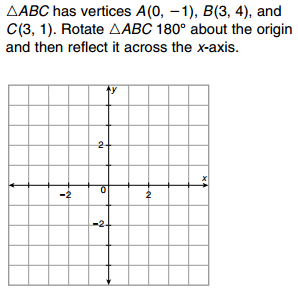 △ABC has vertices A(0, −1), B(3, 4), and
C(3, 1). Rotate △ABC 180° about the origin
and then reflect it across the x-axis.
y
2
x
−2
0
2
−2